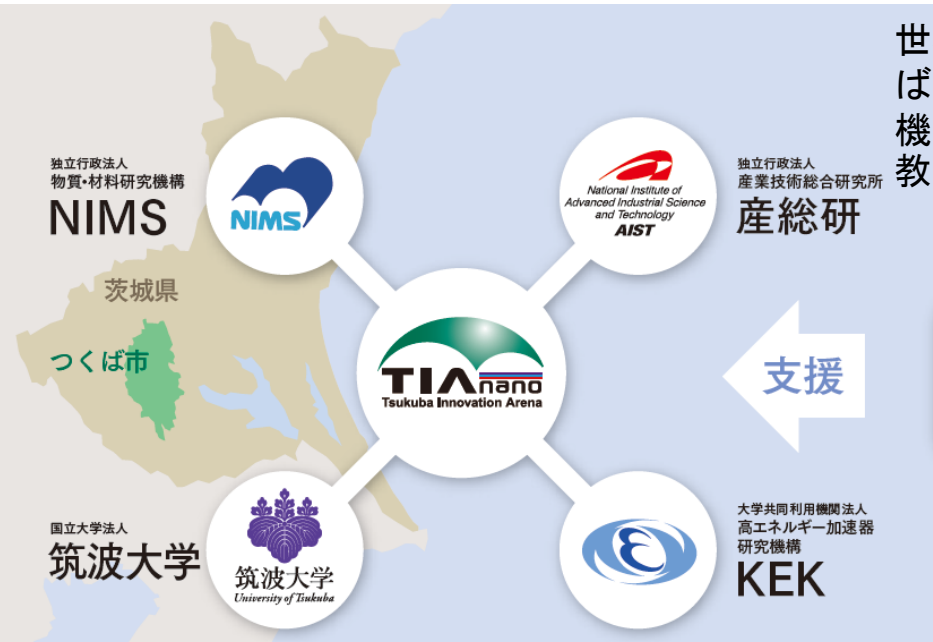 世
ば
機
教
独立行政法人
物質・材料研究機構
NIMS
NIMS
National Institute of
Advanced Industrial Science
and Technology
AIST
独立行政法人
産業技術総合研究所
産総研
茨城県
つくば市
TIA nano
Tsukuba Innovation Arena
支援
国立大学法人
筑波大学
筑波大学
University of Tsukuba
大学共同利用機関法人
高エネルギー加速器
研究機構
KEK